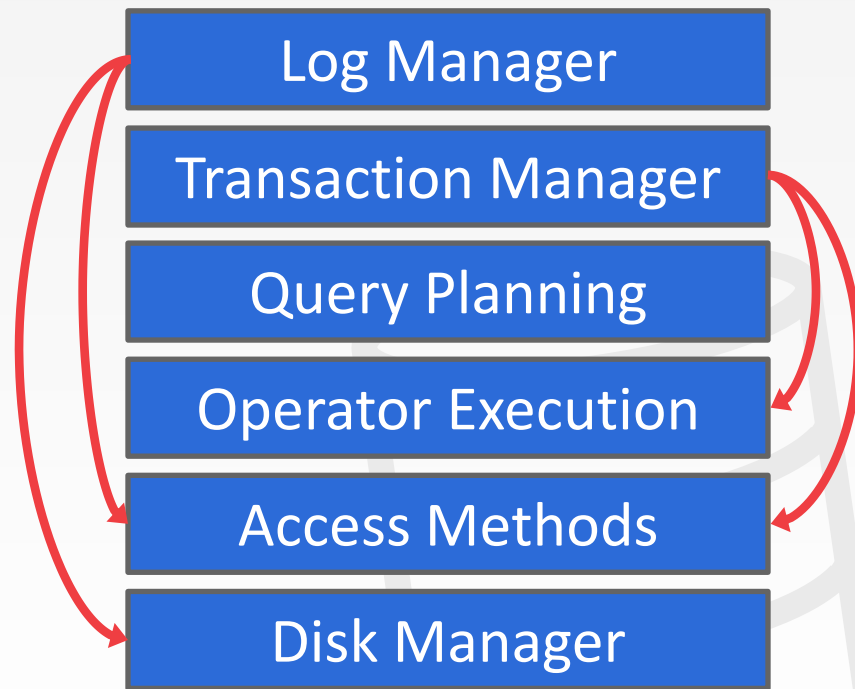 Log Manager
Transaction Manager
Query Planning
Operator Execution
Access Methods
Disk Manager